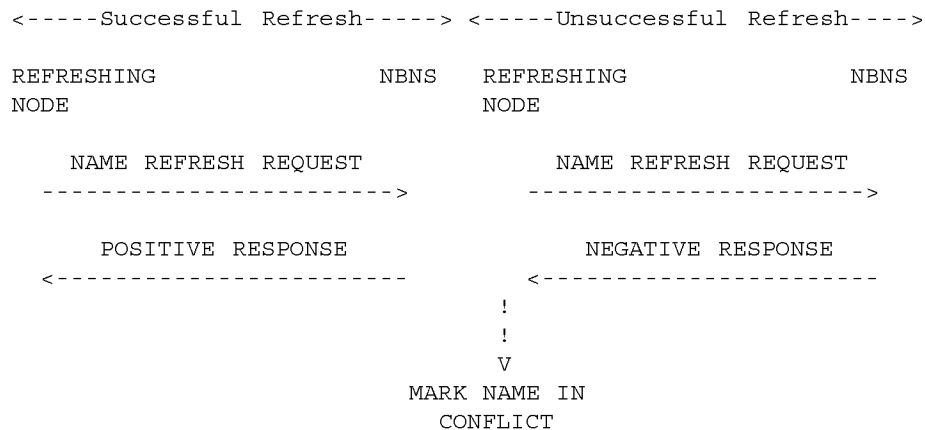 <-----Successful Refresh-----> <-----Unsuccessful Refresh---->
REFRESHING                NBNS   REFRESHING                NBNS
NODE                             NODE
NAME REFRESH REQUEST             NAME REFRESH REQUEST
------------------------->        ------------------------>
POSITIVE RESPONSE                NEGATIVE RESPONSE
<-------------------------        <------------------------
!
!
V
MARK NAME IN
CONFLICT